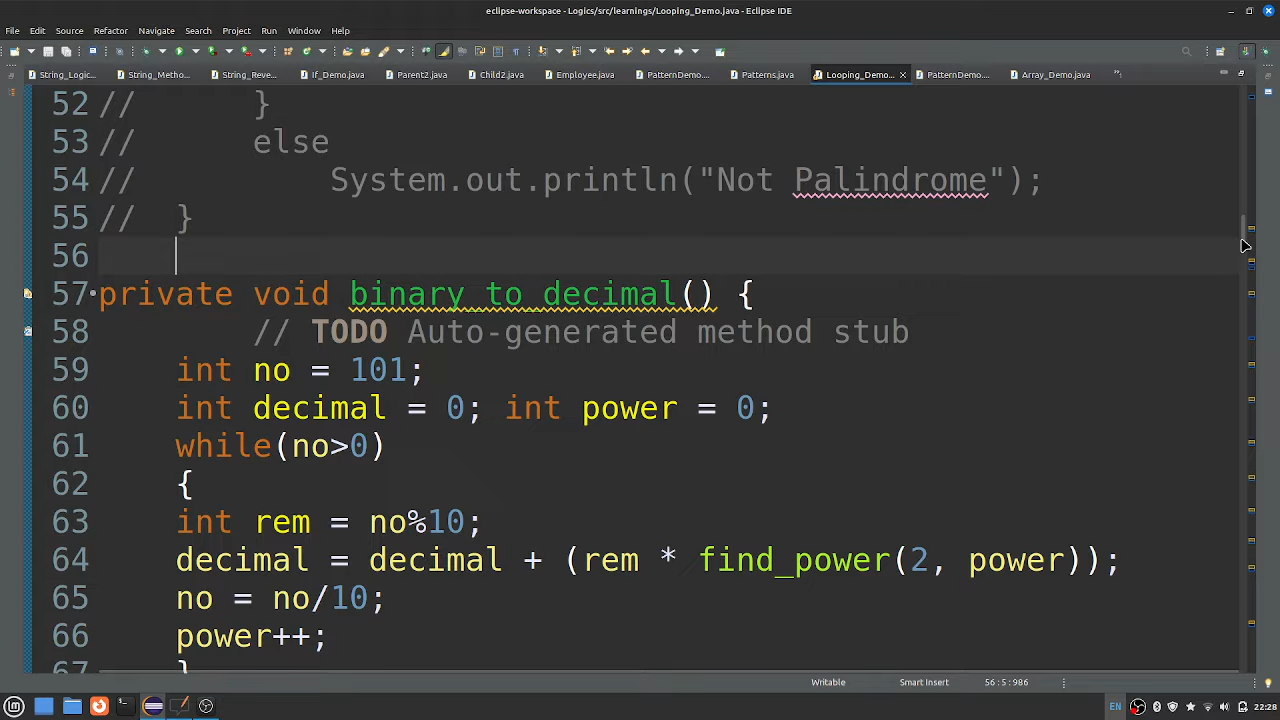 eclipse-workspace - Logics/src/learnings/Looping_Demo.java - Eclipse IDE
File Edit Source Refactor Navigate Search Project Run Window Help
String_Logic... String_Metho... String_Reve... If_Demo.java Parent2.java Child2.java Employee.java PatternDemo... Patterns.java Looping_Demo... PatternDemo... Array_Demo.java
52 // }
53 // else
54 // System.out.println("Not Palindrome");
55 // }
56
57 private void binary_to_decimal() {
58 // TODO Auto-generated method stub
59 int no = 101;
60 int decimal = 0; int power = 0;
61 while(no>0)
62 {
63 int rem = no%10;
64 decimal = decimal + (rem * find_power(2, power));
65 no = no/10;
66 power++;
67 }
Writable Smart Insert 56:5:986
EN 22:28